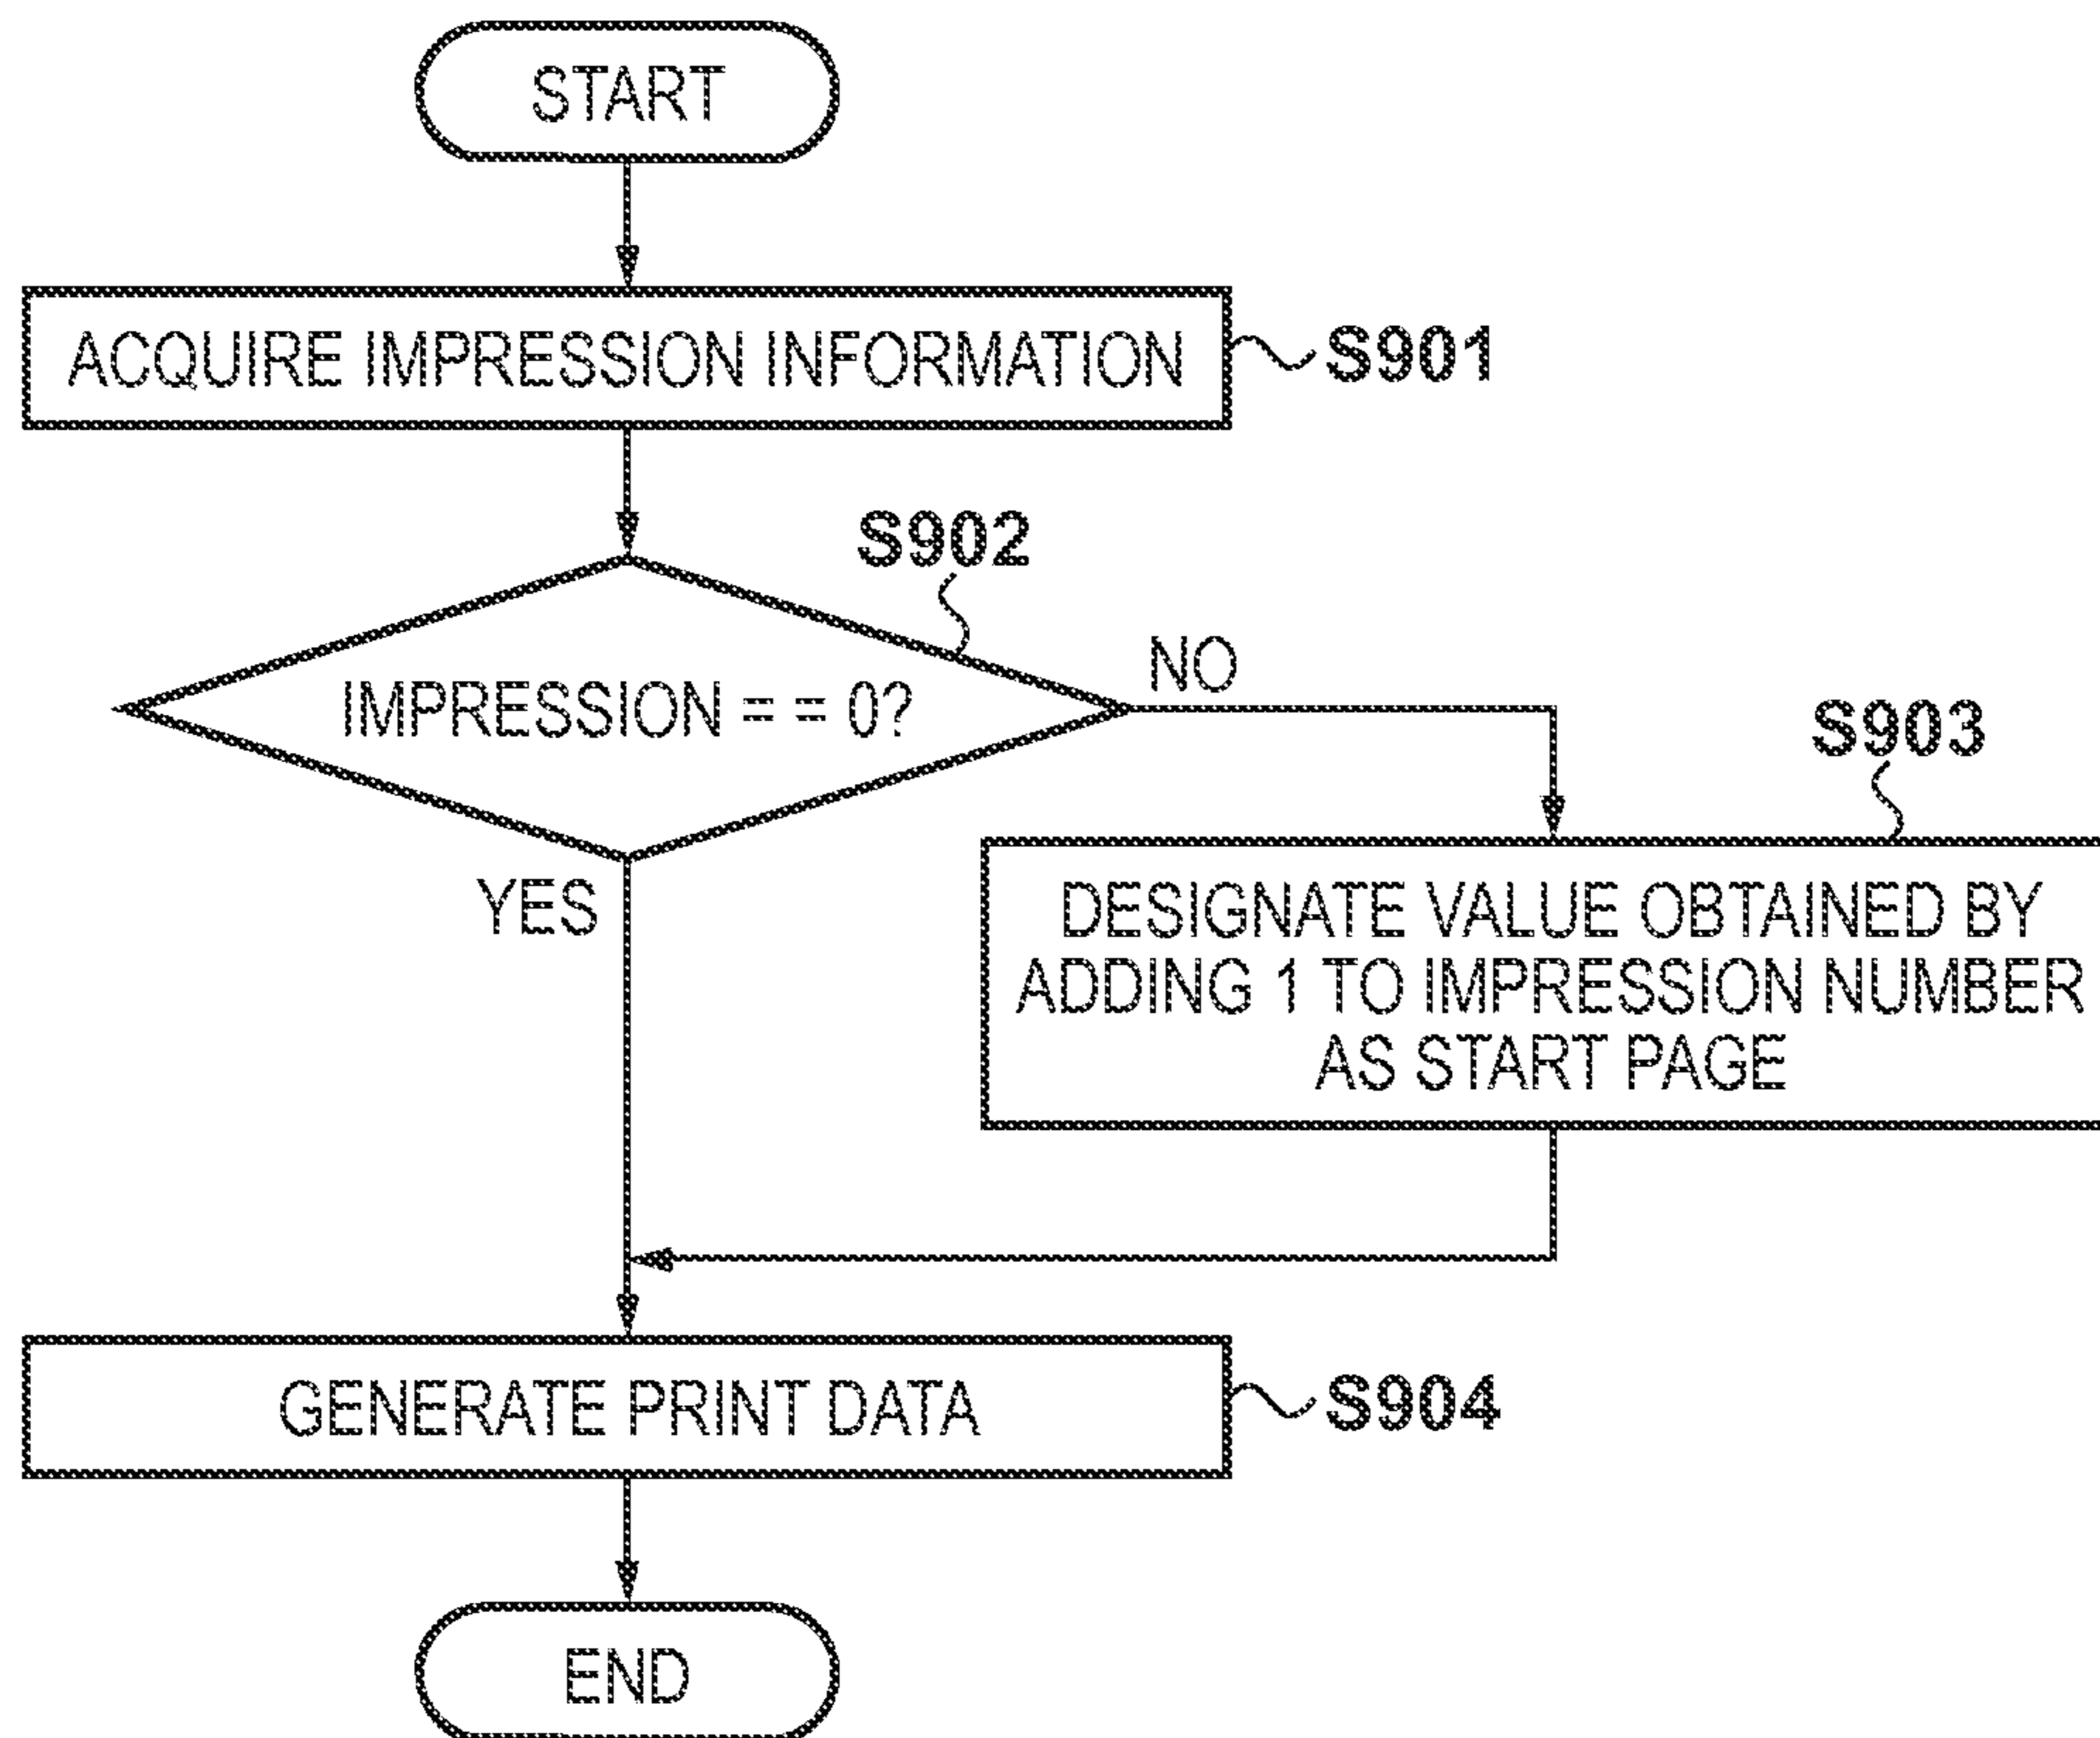 START
ACQUIRE IMPRESSION INFORMATION
S901
S902
IMPRESSION = = 0?
NO
YES
S903
DESIGNATE VALUE OBTAINED BY
ADDING 1 TO IMPRESSION NUMBER
AS START PAGE
GENERATE PRINT DATA
S904
END